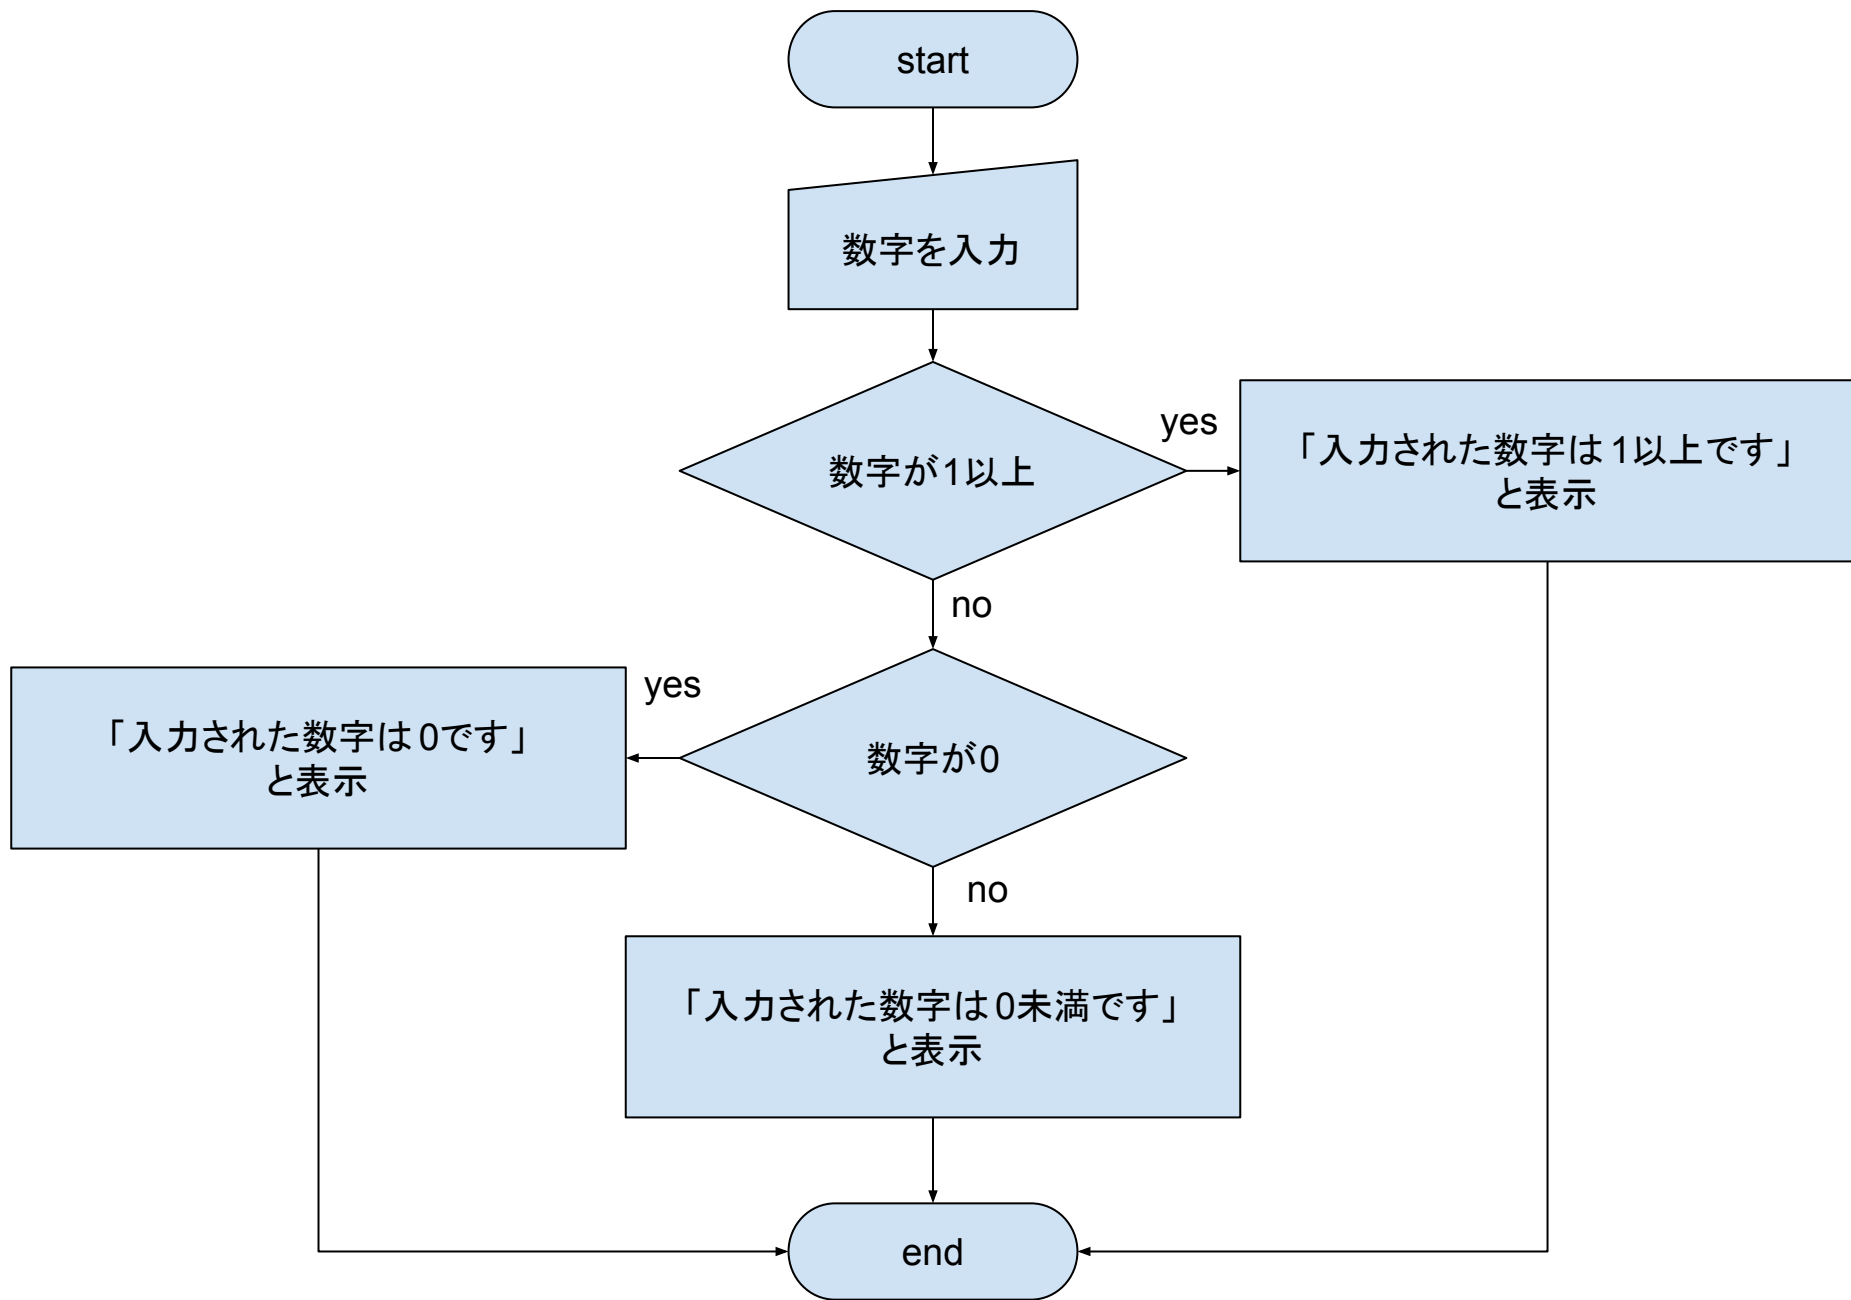 start
数字を入力
数字が1以上
yes
「入力された数字は1以上です」
と表示
no
数字が0
yes
「入力された数字は0です」
と表示
no
「入力された数字は0未満です」
と表示
end